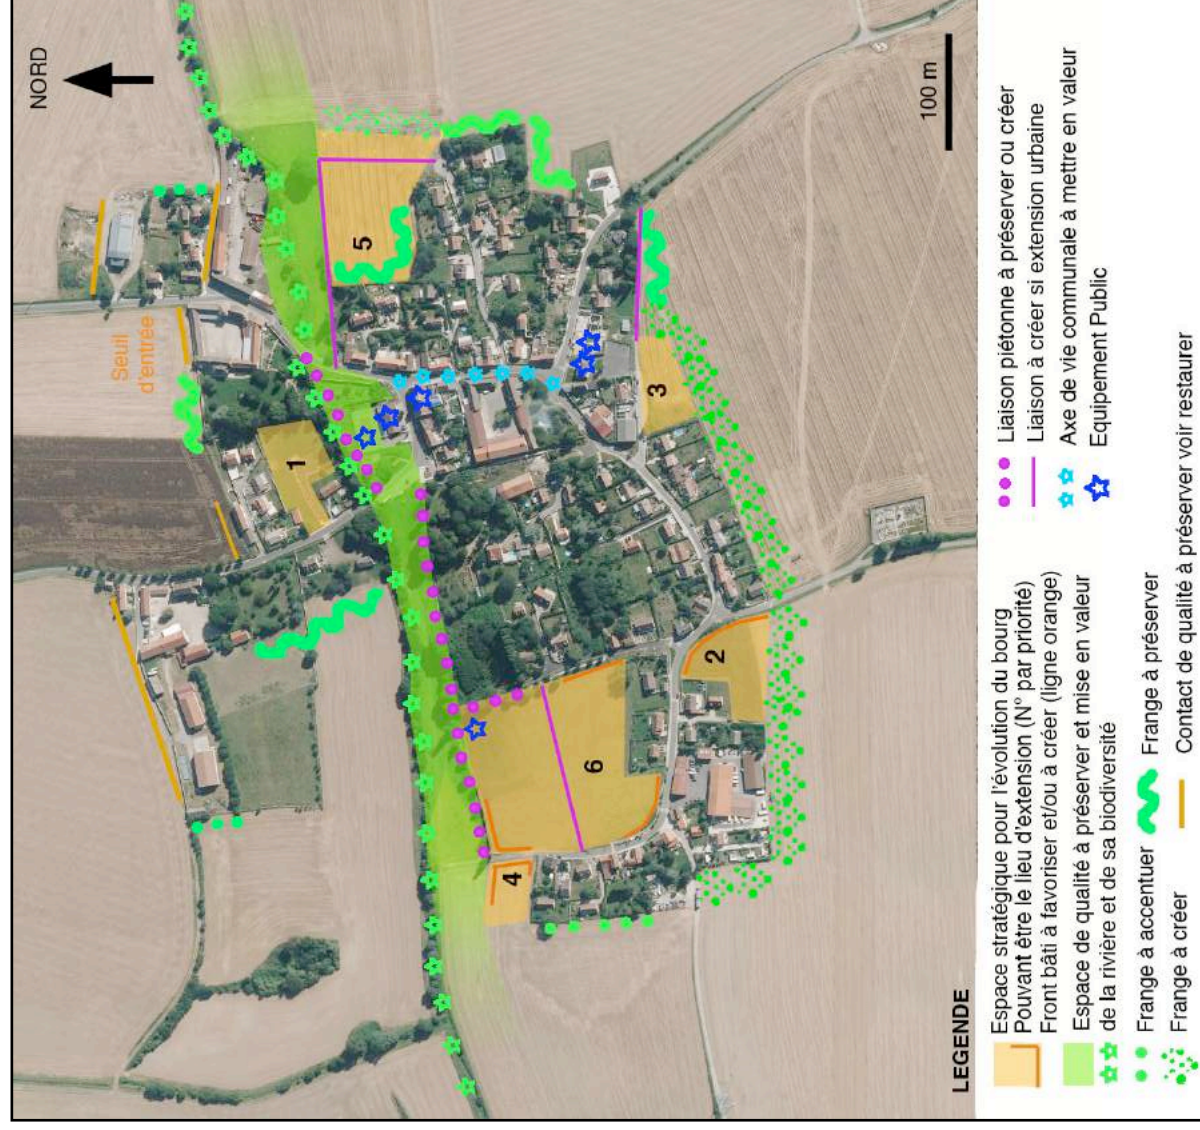 NORD
Seuil
d'entrée
1
5
3
2
6
4
100 m
LEGENDE
Espace stratégique pour l'évolution du bourg
Pouvant être le lieu d'extension (N° par priorité)
Front bâti à favoriser et/ou à créer (ligne orange)
Espace de qualité à préserver et mise en valeur
de la rivière et de sa biodiversité
Frange à accentuer
Frange à préserver
Frange à créer
Contact de qualité à préserver voir restaurer
Liaison piétonne à préserver ou créer
Liaison à créer si extension urbaine
Axe de vie communale à mettre en valeur
Equipement Public